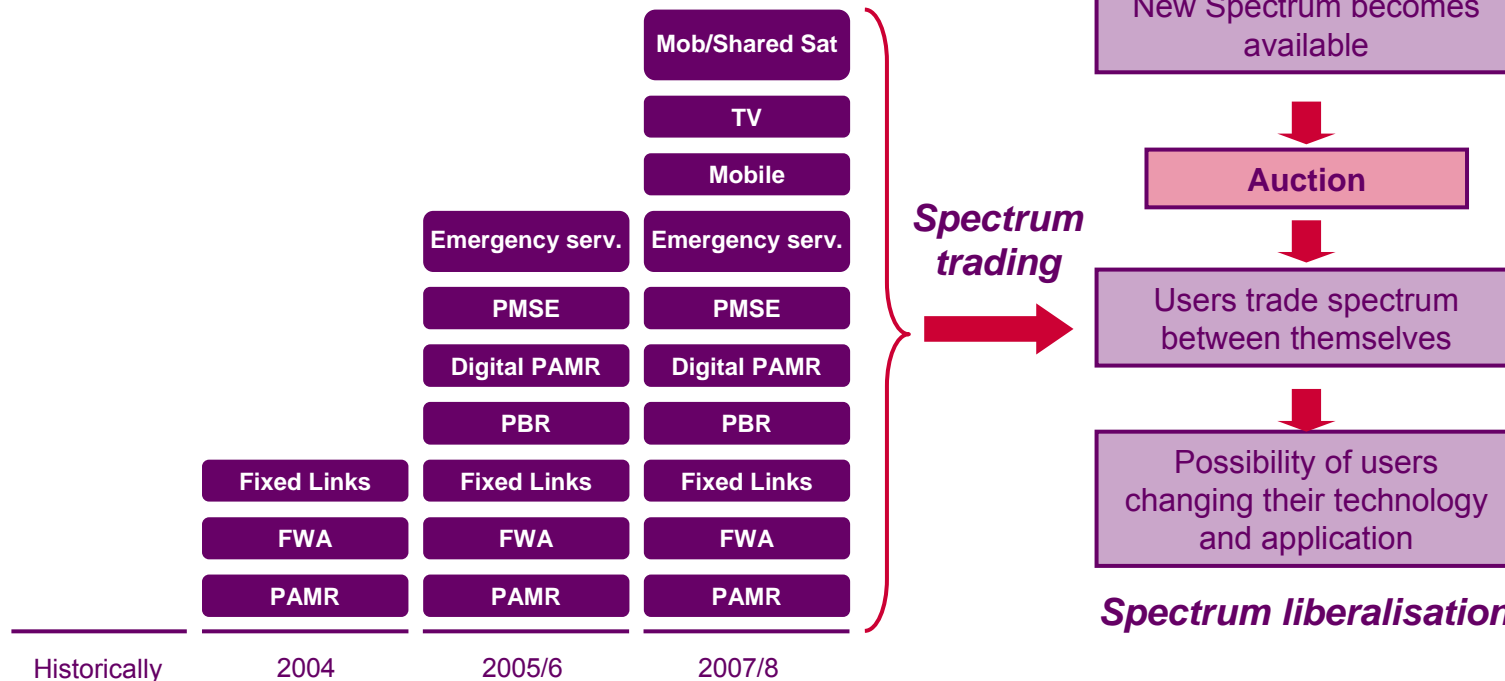 Mob/Shared Sat
TV
Mobile
Emergency serv.
Emergency serv.
PMSE
PMSE
Digital PAMR
Digital PAMR
PBR
PBR
Fixed Links
Fixed Links
Fixed Links
FWA
FWA
FWA
PAMR
PAMR
PAMR
Historically
2004
2005/6
2007/8
Spectrum
trading
New Spectrum becomes
available
Auction
Users trade spectrum
between themselves
Possibility of users
changing their technology
and application
Spectrum liberalisation